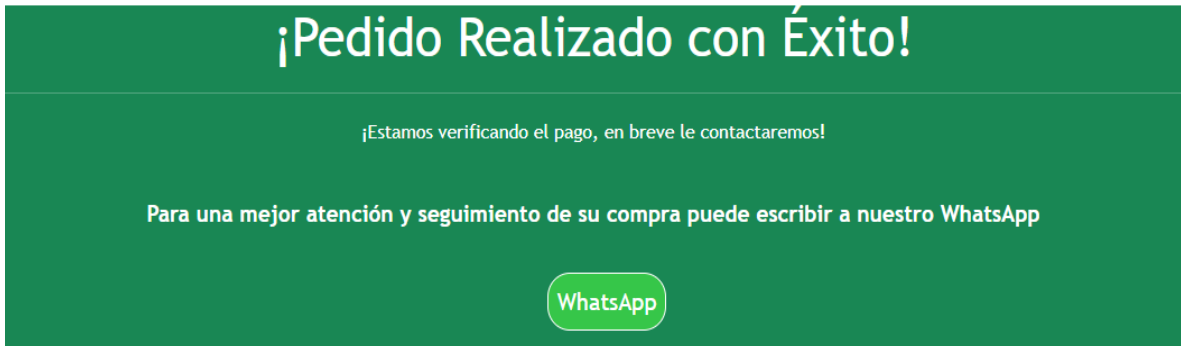 ¡Pedido Realizado con Éxito!
¡Estamos verificando el pago, en breve le contactaremos!
Para una mejor atención y seguimiento de su compra puede escribir a nuestro WhatsApp
WhatsApp